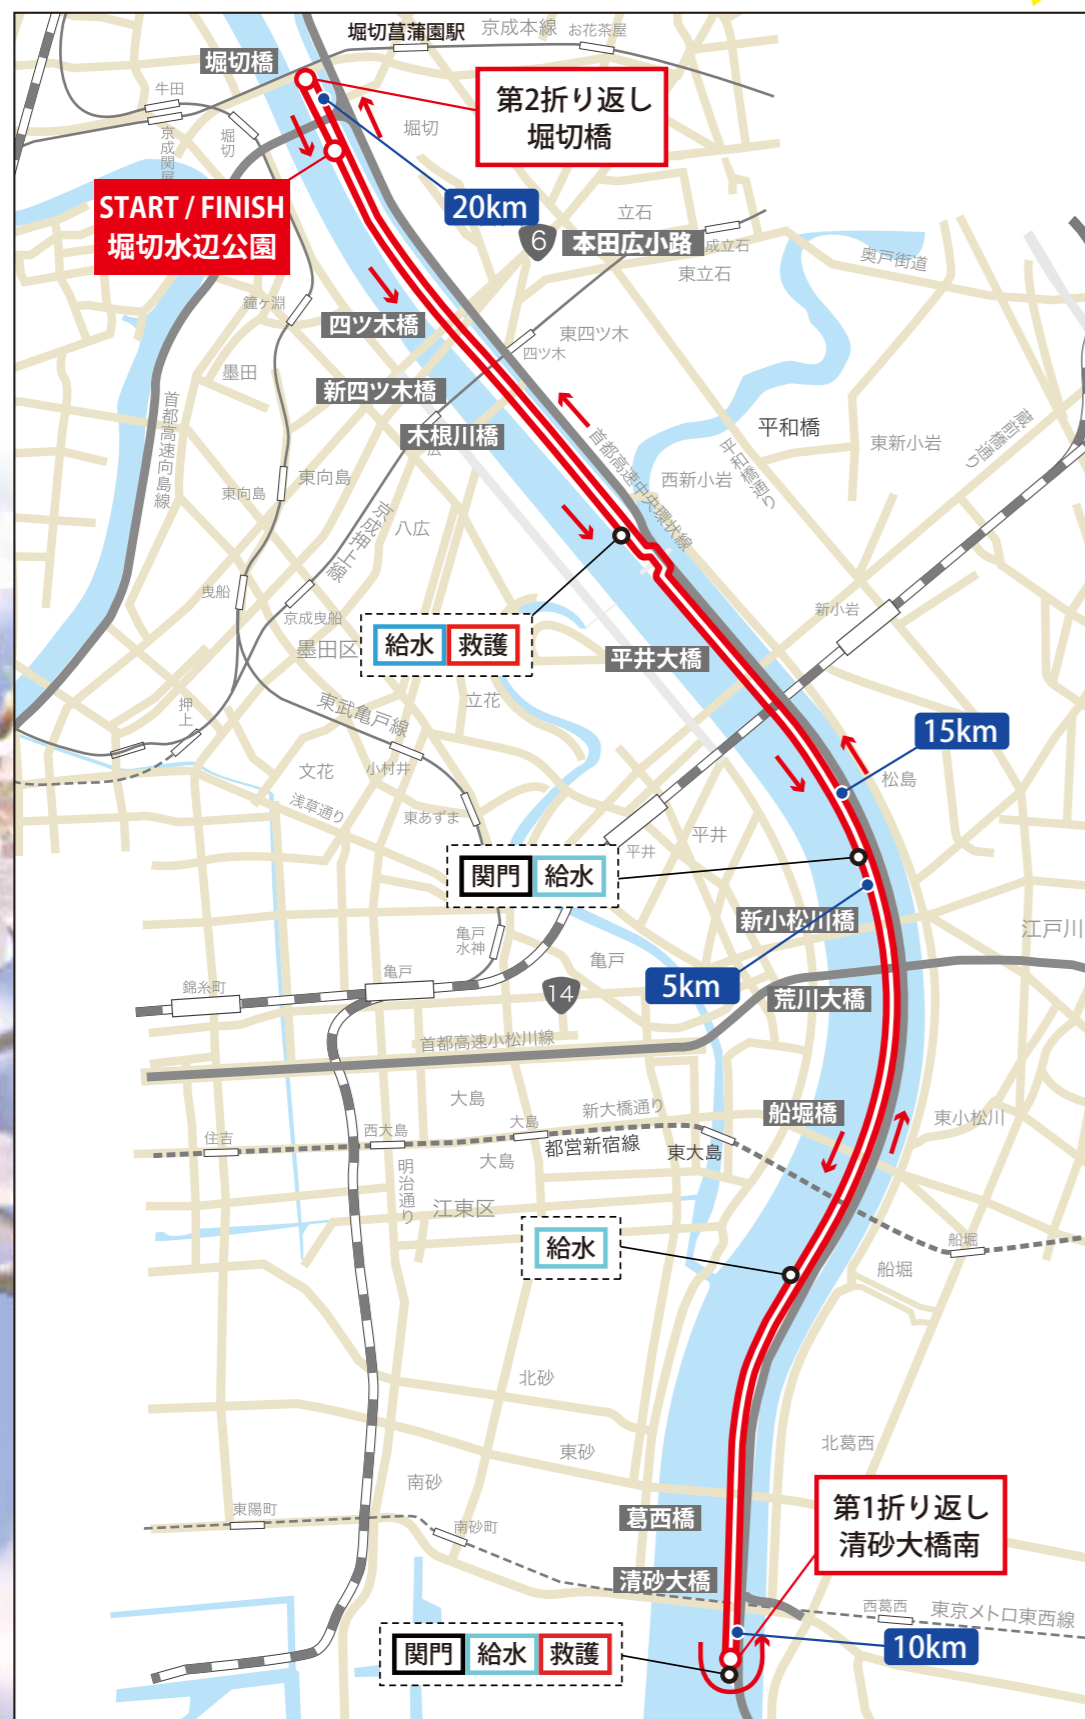 堀切菖蒲園駅
京成本線
お花茶屋
堀切橋
牛田
京成関屋
堀切
第2折り返し
堀切橋
堀切
START / FINISH
堀切水辺公園
20km
6
立石
本田広小路
成立石
東立石
奥戸街道
鐘ヶ淵
四ツ木橋
東四ツ木
四ツ木
墨田
新四ツ木橋
木根川橋
広
首都高速向島線
首都高速中央環状線
平和橋
平和橋通り
東新小岩
蔵前橋通り
西新小岩
東向島
東向島
八広
京成押上線
曳船
京成曳船
墨田区
給水
救護
新小岩
平井大橋
立花
押上
東武亀戸線
文花
小村井
浅草通り
東あずま
15km
松島
平井
平井
関門
給水
新小松川橋
江戸川
亀戸水神
亀戸
5km
荒川大橋
錦糸町
亀戸
14
首都高速小松川線
大島
新大橋通り
船堀橋
東小松川
住吉
西大島
大島
都営新宿線
東大島
大島
明治通り
江東区
給水
船堀
船堀
北砂
東砂
北葛西
南砂
東陽町
南砂町
葛西橋
第1折り返し
清砂大橋南
清砂大橋
西葛西
東京メトロ東西線
関門
給水
救護
10km